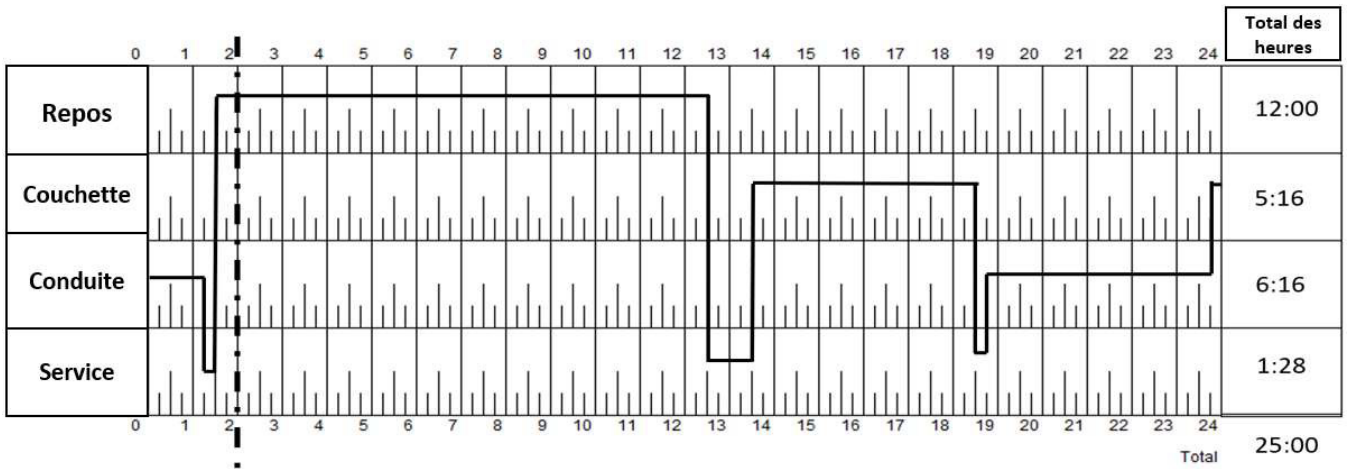 Total des
heures
0 1 2 3 4 5 6 7 8 9 10 11 12 13 14 15 16 17 18 19 20 21 22 23 24
Repos 12:00
Couchette 5:16
Conduite 6:16
Service 1:28
0 1 2 3 4 5 6 7 8 9 10 11 12 13 14 15 16 17 18 19 20 21 22 23 24
Total 25:00